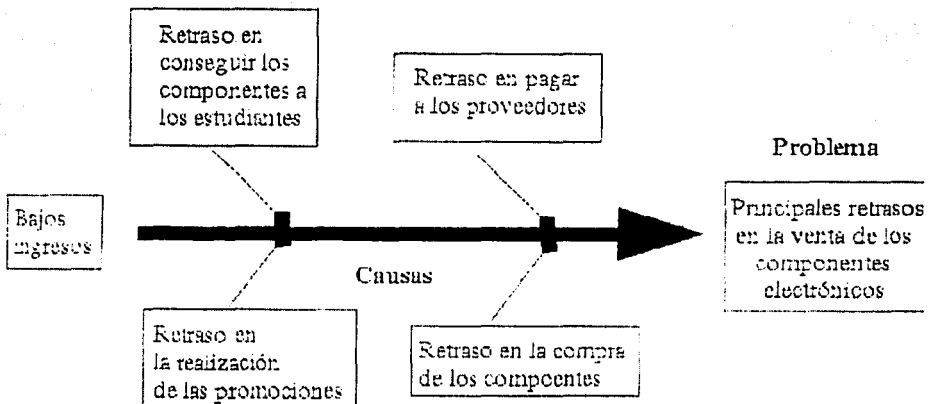 Retraso en
conseguir los
componentes a
los estudiantes
Retraso en pagar
a los proveedores
Problema
Bajos
ingresos
Principales retrasos
en la venta de los
componentes
electrónicos
Causas
Retraso en
la realización
de las promociones
Retraso en la compra
de los compoentes